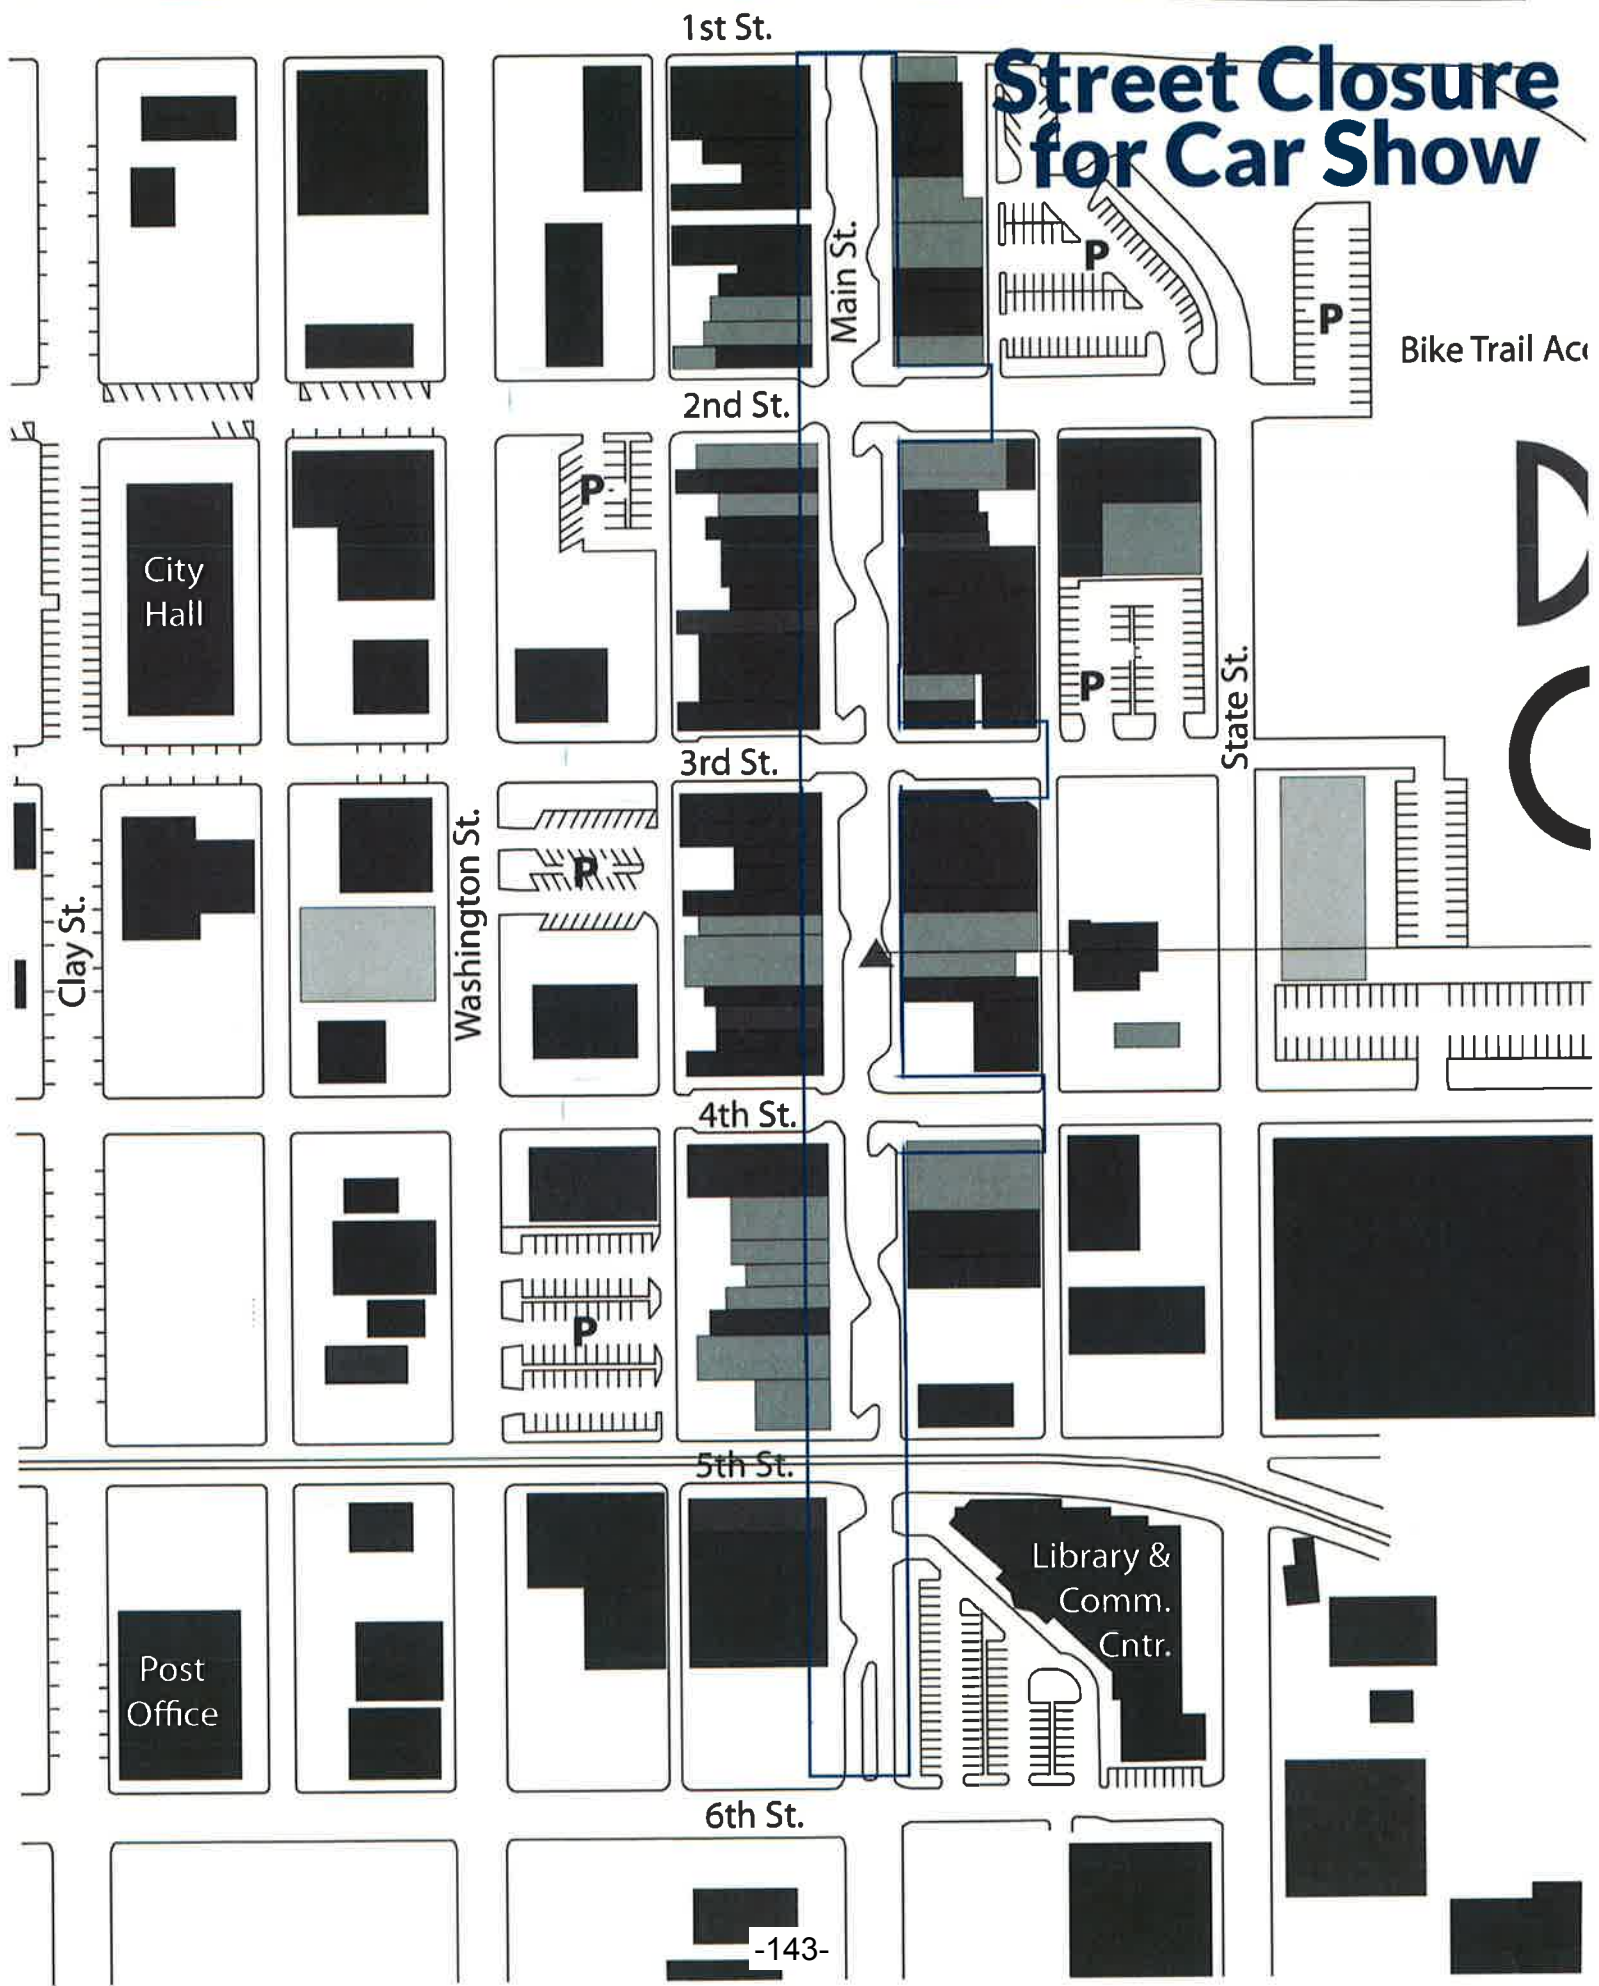 1st St.
Street Closure
for Car Show
Main St.
P
P
Bike Trail Acc
2nd St.
P
City
Hall
P
State St.
3rd St.
Washington St.
P
Clay St.
4th St.
P
5th St.
Library &
Comm.
Cntr.
Post
Office
6th St.
-143-